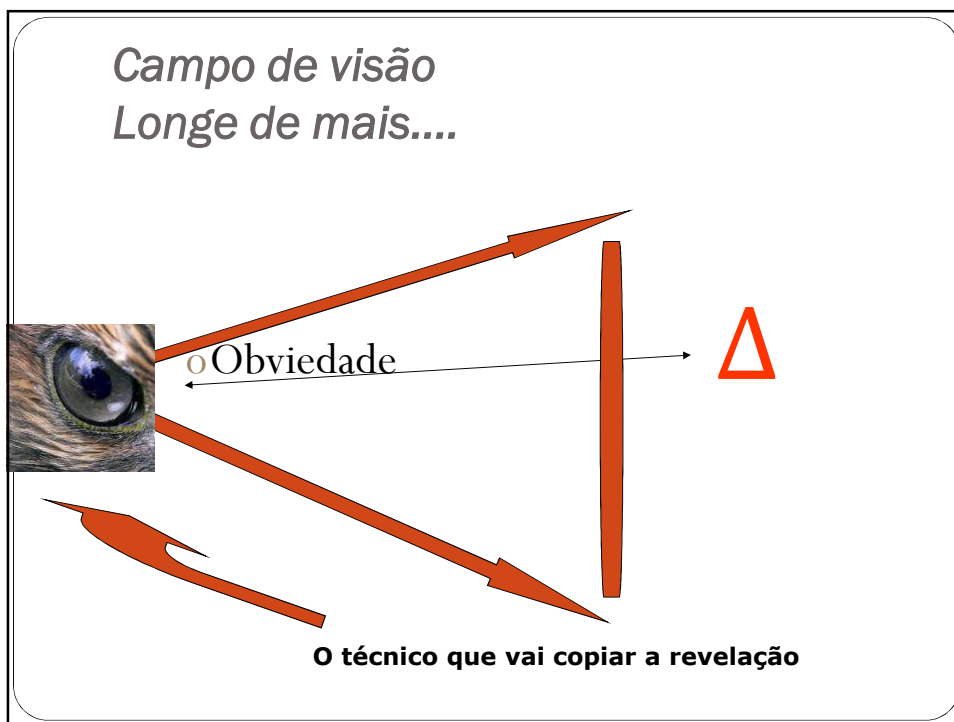 Campo de visão
Longe de mais....
o Obviedade
Δ
O técnico que vai copiar a revelação